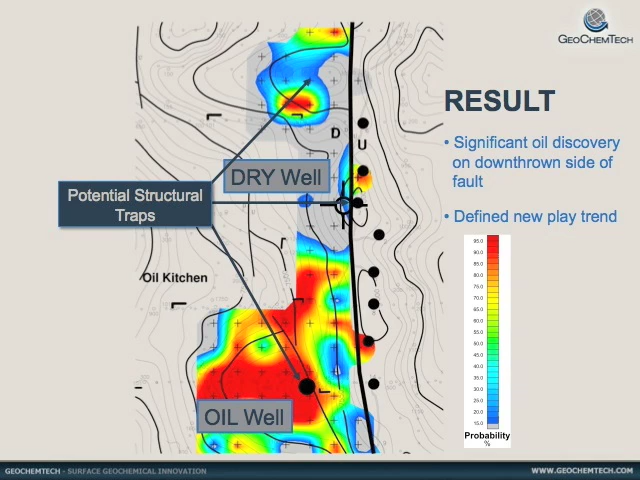 GEOCHEMTECH
RESULT
• Significant oil discovery
on downthrown side of
fault
• Defined new play trend
D
U
DRY Well
Potential Structural
Traps
Oil Kitchen
OIL Well
95.0
90.0
85.0
80.0
75.0
70.0
65.0
60.0
55.0
50.0
45.0
40.0
35.0
30.0
25.0
20.0
15.0
Probability
%
GEOCHEMTECH - SURFACE GEOCHEMICAL INNOVATION
WWW.GEOCHEMTECH.COM